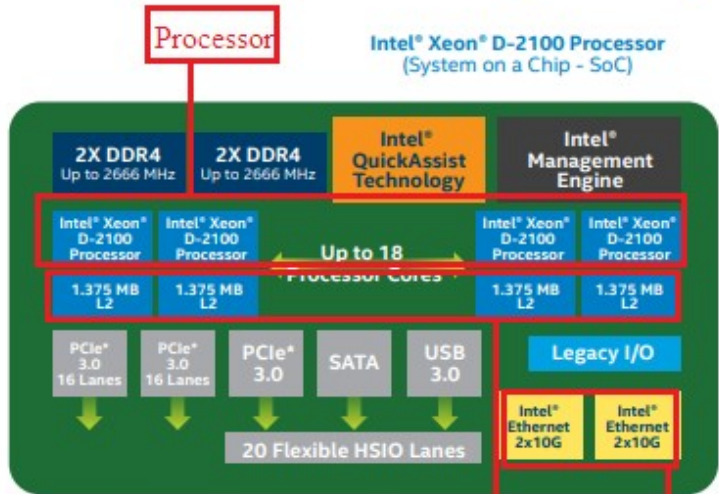 Processor
Intel® Xeon® D-2100 Processor
(System on a Chip - SoC)
2X DDR4
Up to 2666 MHz
2X DDR4
Up to 2666 MHz
Intel®
QuickAssist
Technology
Intel®
Management
Engine
Intel® Xeon®
D-2100
Processor
Intel® Xeon®
D-2100
Processor
Up to 18
Processor Cores
Intel® Xeon®
D-2100
Processor
Intel® Xeon®
D-2100
Processor
1.375 MB
L2
1.375 MB
L2
1.375 MB
L2
1.375 MB
L2
PCIe*
3.0
16 Lanes
PCIe*
3.0
16 Lanes
PCIe*
3.0
SATA
USB
3.0
Legacy I/O
20 Flexible HSIO Lanes
Intel®
Ethernet
2x10G
Intel®
Ethernet
2x10G